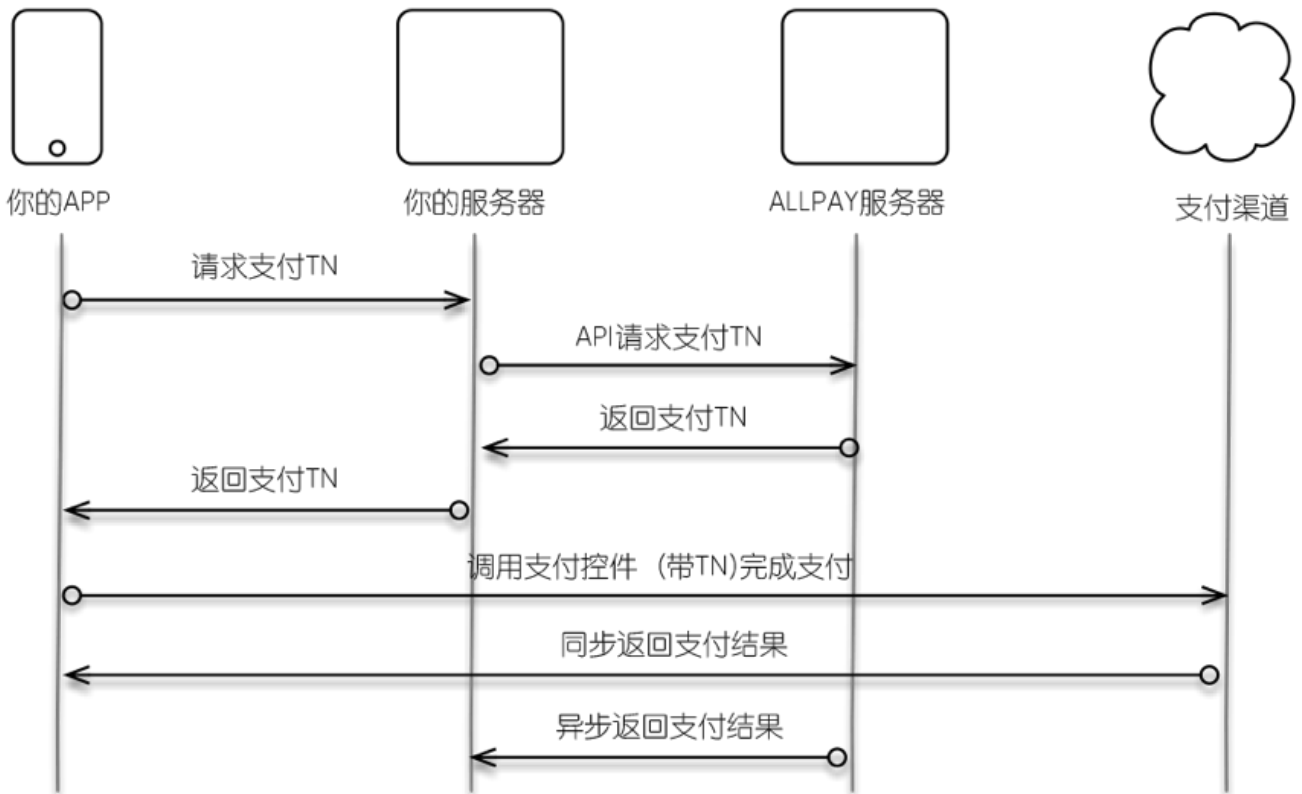 你的APP
你的服务器
ALLPAY服务器
支付渠道
请求支付TN
API请求支付TN
返回支付TN
返回支付TN
调用支付控件（带TN)完成支付
同步返回支付结果
异步返回支付结果